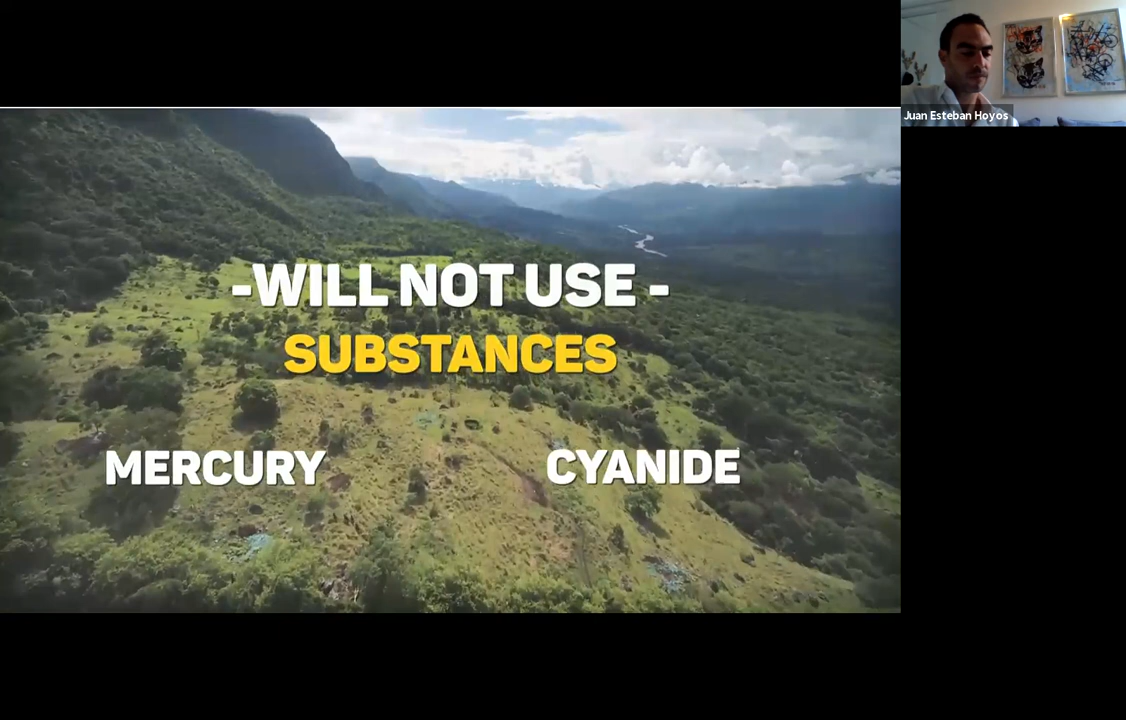 Juan Esteban Hoyos
-WILL NOT USE -
SUBSTANCES
MERCURY
CYANIDE